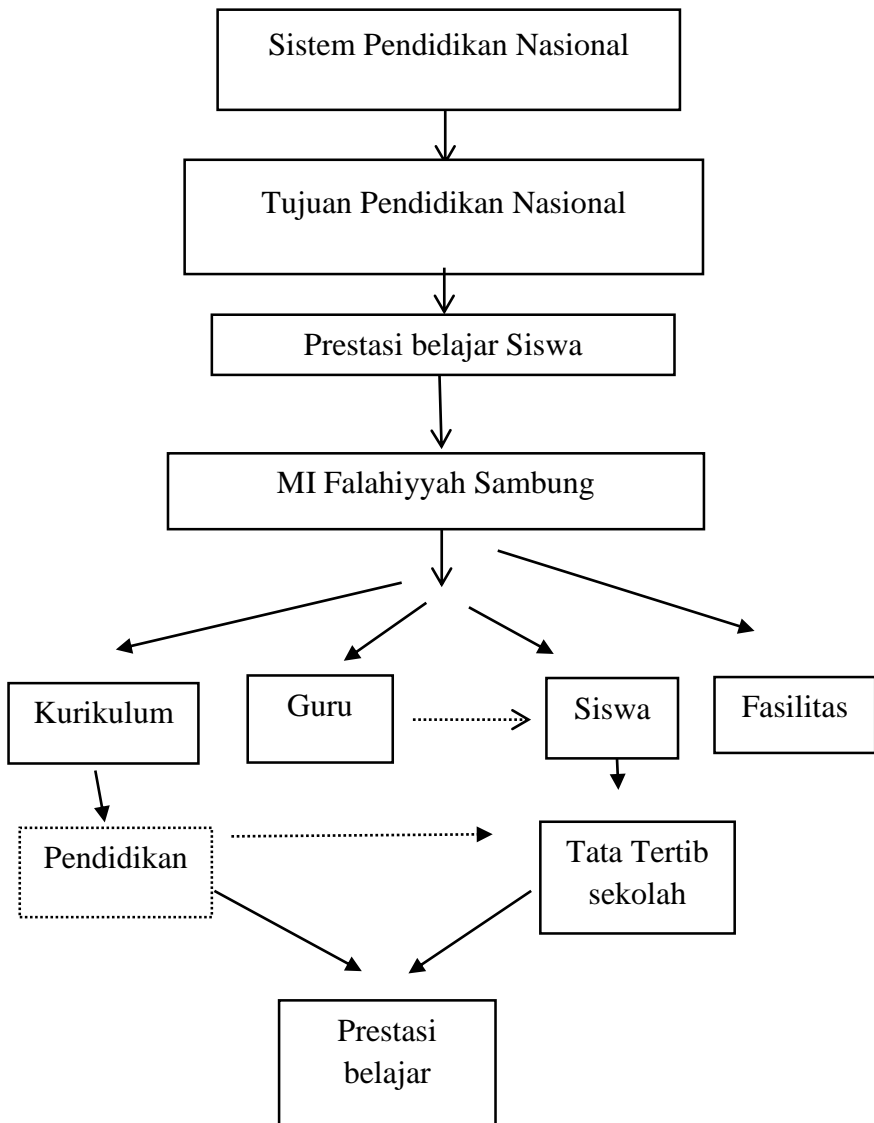 Sistem Pendidikan Nasional
Tujuan Pendidikan Nasional
Prestasi belajar Siswa
MI Falahiyyah Sambung
Kurikulum
Guru
Siswa
Fasilitas
Pendidikan
Tata Tertib
sekolah
Prestasi
belajar